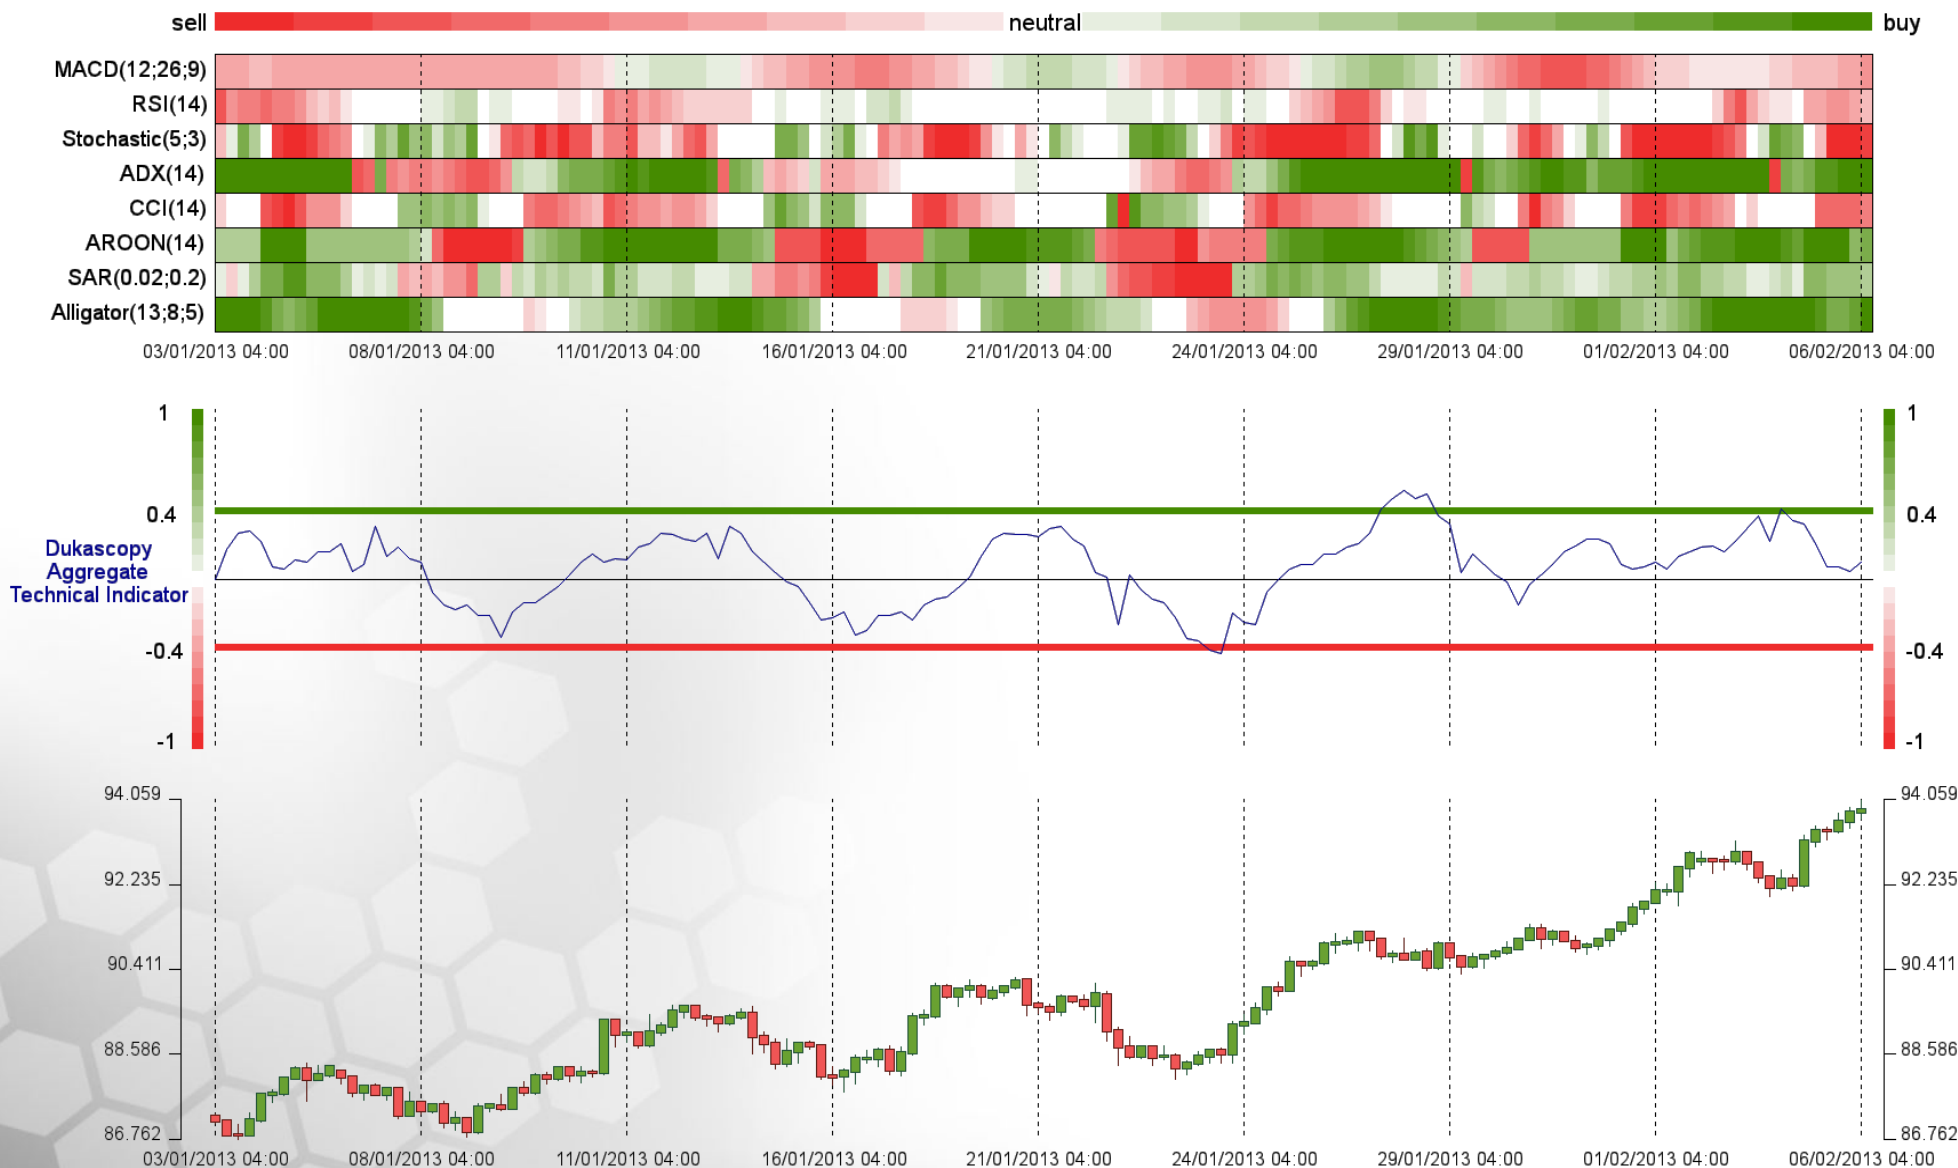 sell neutral buy
MACD(12;26;9)
RSI(14)
Stochastic(5;3)
ADX(14)
CCI(14)
AROON(14)
SAR(0.02;0.2)
Alligator(13;8;5)
03/01/2013 04:00 08/01/2013 04:00 11/01/2013 04:00 16/01/2013 04:00 21/01/2013 04:00 24/01/2013 04:00 29/01/2013 04:00 01/02/2013 04:00 06/02/2013 04:00
1 1
0.4 0.4
Dukascopy
Aggregate
Technical Indicator
-0.4 -0.4
-1 -1
94.059 94.059
92.235 92.235
90.411 90.411
88.586 88.586
86.762 86.762
03/01/2013 04:00 08/01/2013 04:00 11/01/2013 04:00 16/01/2013 04:00 21/01/2013 04:00 24/01/2013 04:00 29/01/2013 04:00 01/02/2013 04:00 06/02/2013 04:00